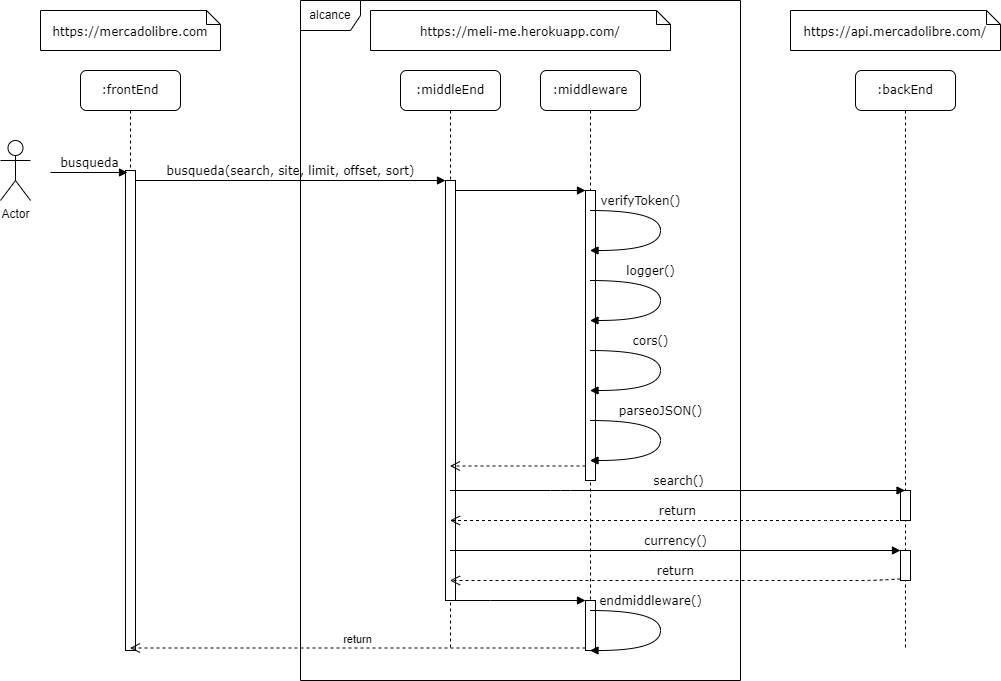 alcance
https://mercadolibre.com
https://meli-me.herokuapp.com/
https://api.mercadolibre.com/
:frontEnd
:middleEnd
:middleware
:backEnd
Actor
busqueda
busqueda(search, site, limit, offset, sort)
verifyToken()
logger()
cors()
parseoJSON()
search()
return
currency()
return
endmiddleware()
return